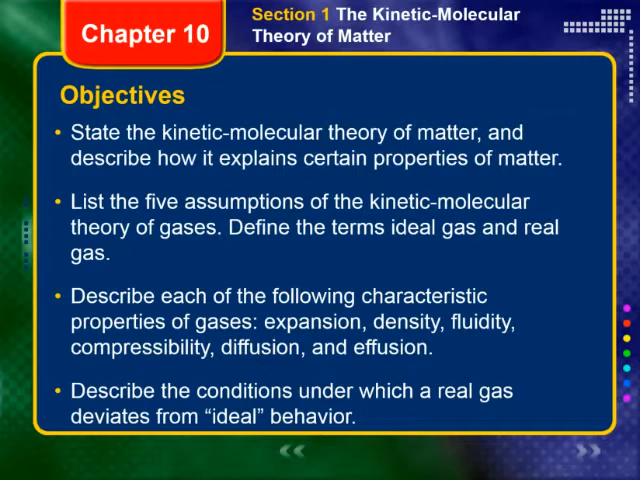 Chapter 10
Section 1 The Kinetic-Molecular
Theory of Matter
Objectives
• State the kinetic-molecular theory of matter, and
describe how it explains certain properties of matter.
• List the five assumptions of the kinetic-molecular
theory of gases. Define the terms ideal gas and real
gas.
• Describe each of the following characteristic
properties of gases: expansion, density, fluidity,
compressibility, diffusion, and effusion.
• Describe the conditions under which a real gas
deviates from “ideal” behavior.